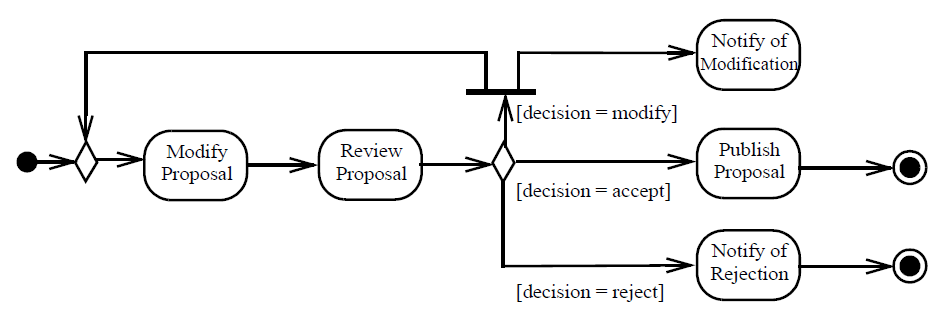 Notify of
Modification
[decision = modify]
Modify
Proposal
Review
Proposal
Publish
Proposal
[decision = accept]
Notify of
Rejection
[decision = reject]